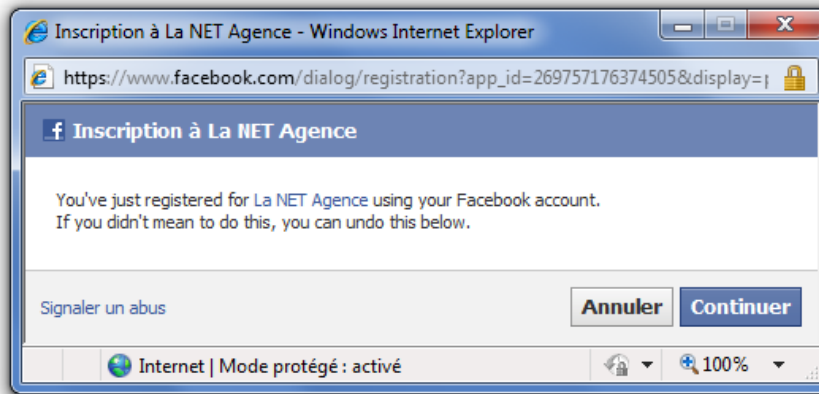 Inscription à La NET Agence - Windows Internet Explorer
https://www.facebook.com/dialog/registration?app_id=269757176374505&display=p
f Inscription à La NET Agence
You've just registered for La NET Agence using your Facebook account.
If you didn't mean to do this, you can undo this below.
Signaler un abus Annuler Continuer
Internet | Mode protégé : activé 100%